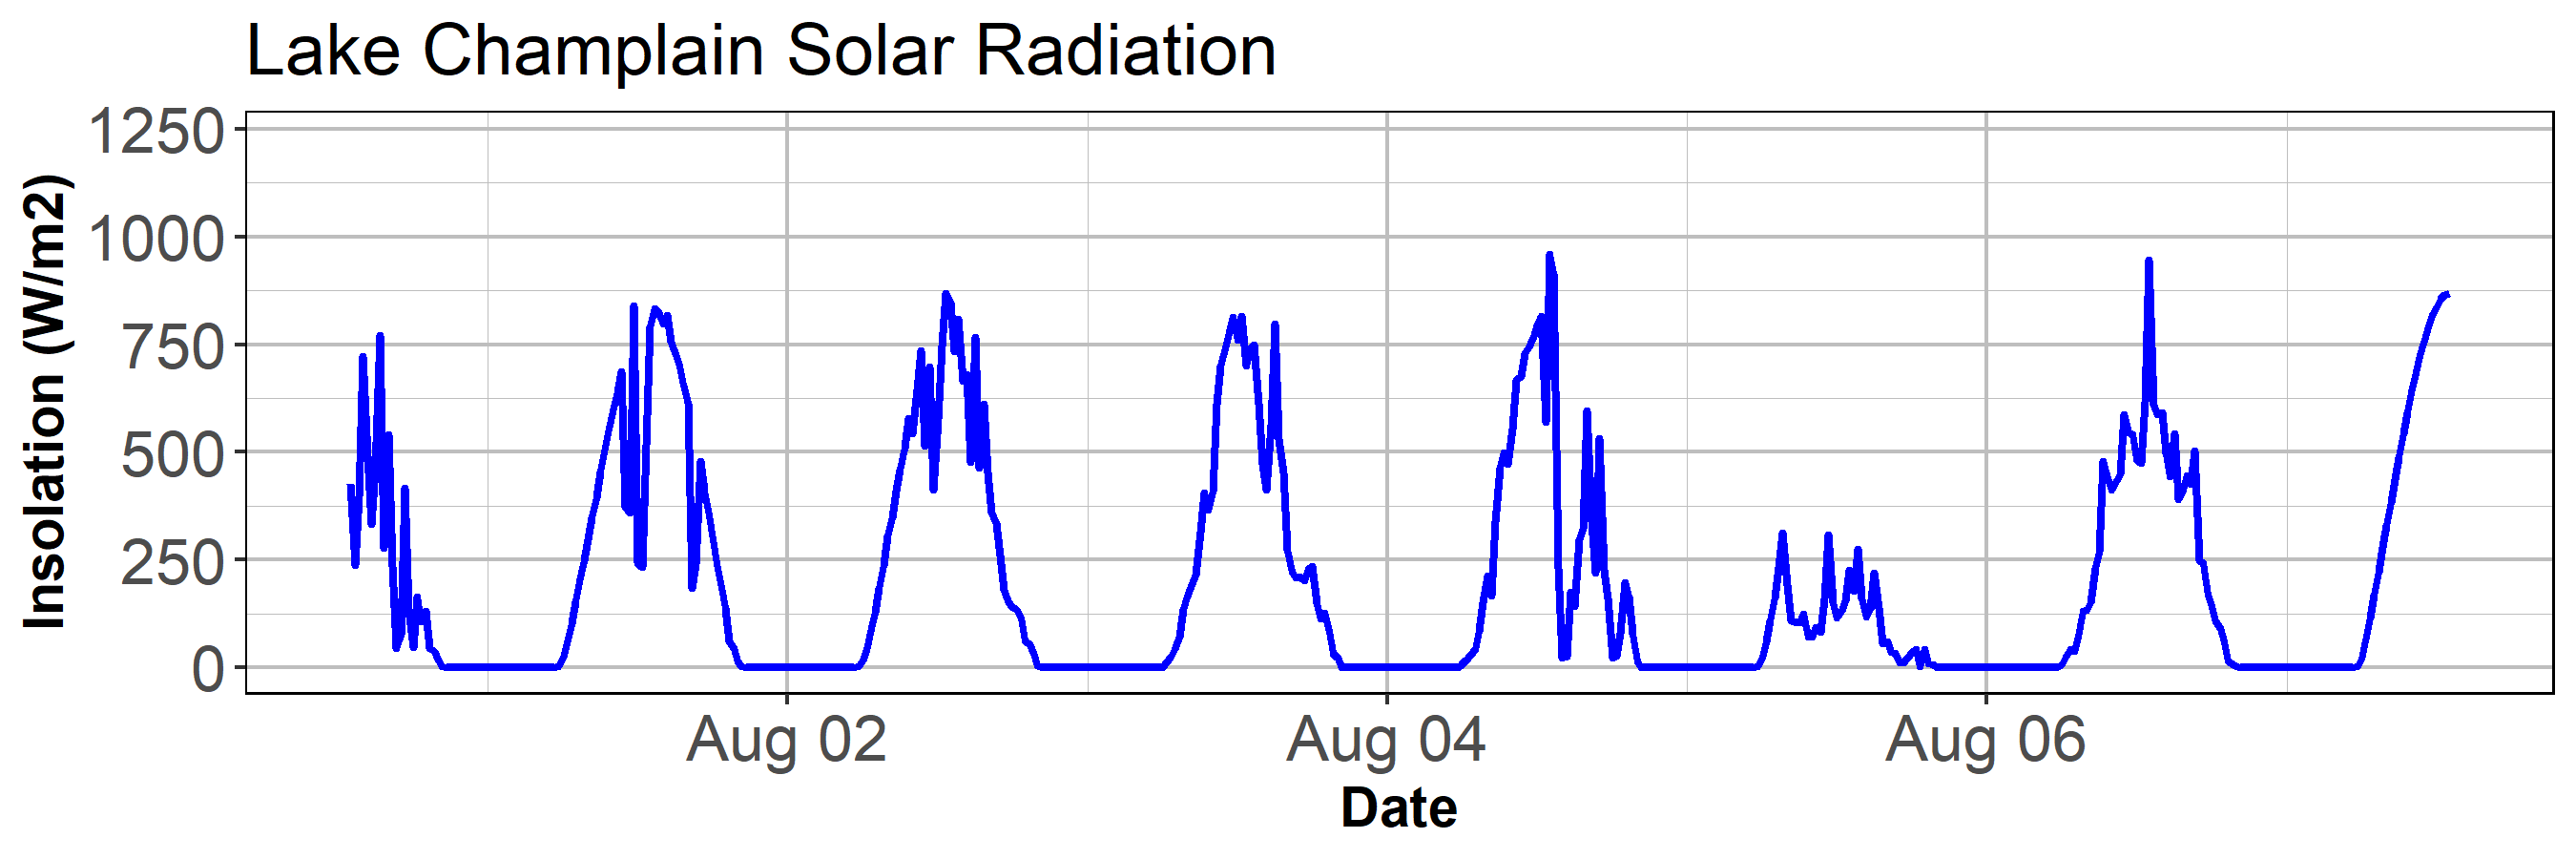 Lake Champlain Solar Radiation
1250
1000
750
500
250
0
Insolation (W/m2)
Aug 02
Aug 04
Aug 06
Date